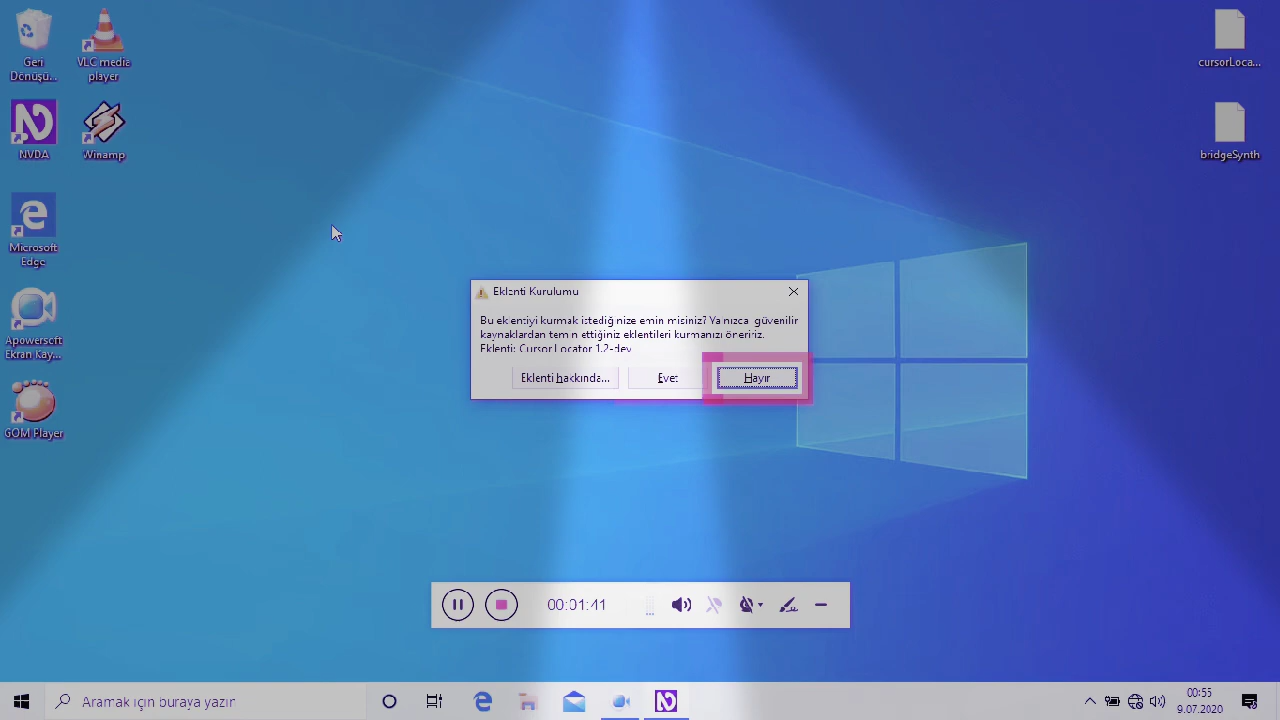 Geri
Dönüşü...
VLC media
player
NVDA
Winamp
Microsoft
Edge
Apowersoft
Ekran Kay...
GOM Player
cursorLoca...
bridgeSynth
Eklenti Kurulumu
Bu eklentiyi kurmak istediğinize emin misiniz? Yalnızca güvenilir
kaynaklardan temin ettiğiniz eklentileri kurmanızı öneririz.
Eklenti: Cursor Locator 1.2-dev
Eklenti hakkında... Evet Hayır
00:01:41
Aramak için buraya yazın
00:55
9.07.2020